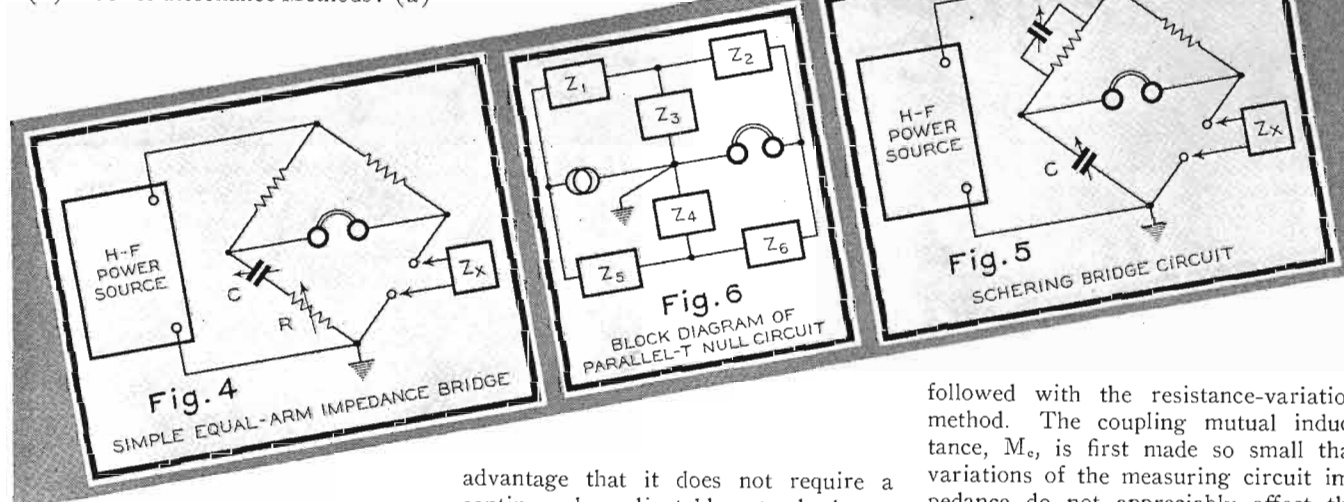 H-F
POWER
SOURCE
C
R
Zx
Fig. 4
SIMPLE EQUAL-ARM IMPEDANCE BRIDGE
Z1
Z2
Z3
Z4
Z5
Z6
Fig. 6
BLOCK DIAGRAM OF
PARALLEL-T NULL CIRCUIT
H-F
POWER
SOURCE
C
Zx
Fig. 5
SCHERING BRIDGE CIRCUIT
advantage that it does not require a
followed with the resistance-variatio
method. The coupling mutual induc-
tance, Mc, is first made so small tha
variations of the measuring circuit im